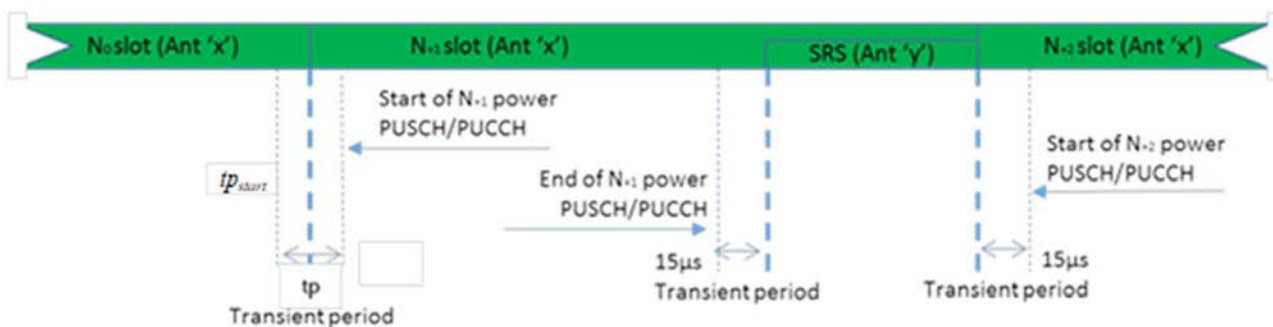 N₀ slot (Ant ‘x’)
N₊₁ slot (Ant ‘x’)
SRS (Ant ‘y’)
N₊₂ slot (Ant ‘x’)
Start of N₊₁ power
PUSCH/PUCCH
tp_start
End of N₊₁ power
PUSCH/PUCCH
Start of N₊₂ power
PUSCH/PUCCH
tp
Transient period
15µs
Transient period
15µs
Transient period